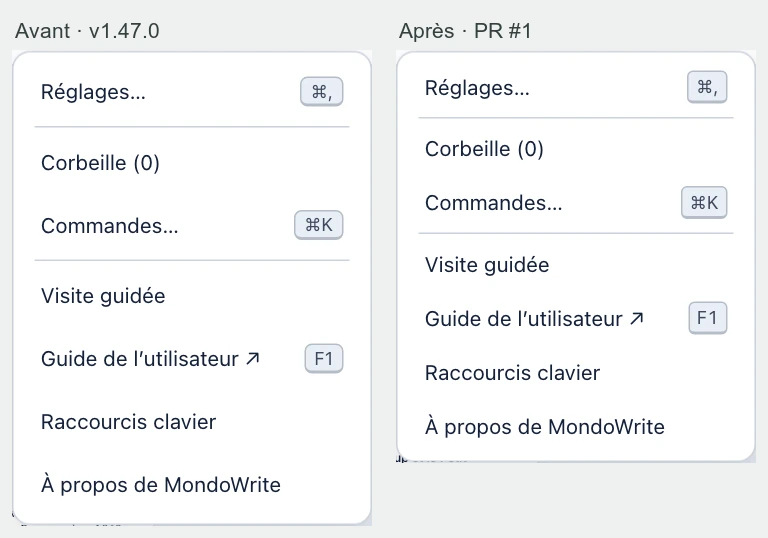 Avant · v1.47.0
Réglages…
⌘,
Corbeille (0)
Commandes…
⌘K
Visite guidée
Guide de l’utilisateur ↗
F1
Raccourcis clavier
À propos de MondoWrite
Après · PR #1
Réglages…
⌘,
Corbeille (0)
Commandes…
⌘K
Visite guidée
Guide de l’utilisateur ↗
F1
Raccourcis clavier
À propos de MondoWrite